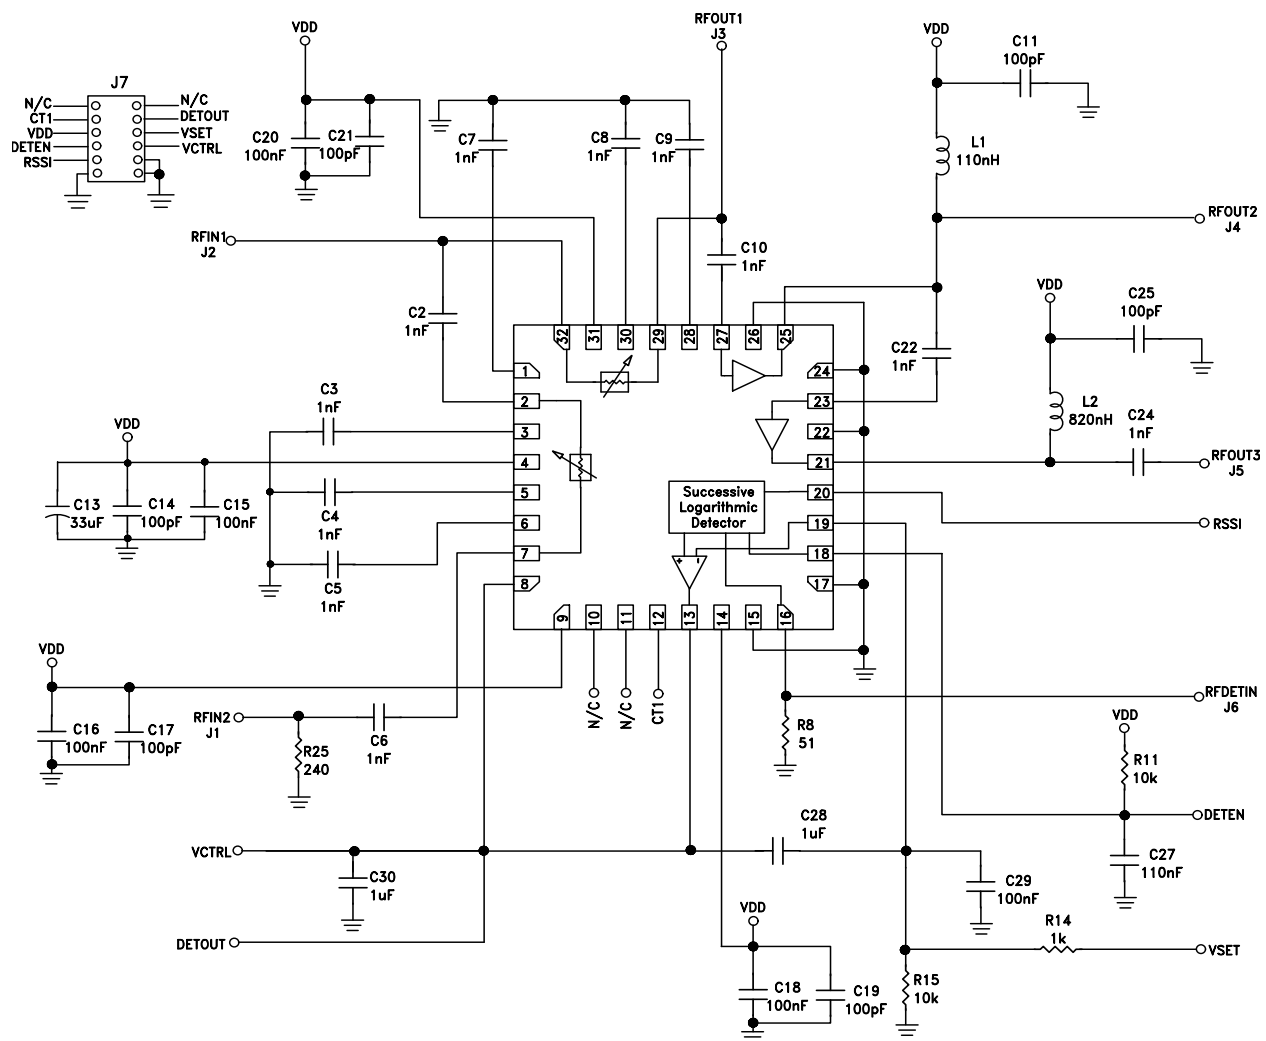 J7
N/C
CT1
VDD
DETEN
RSSI
N/C
DETOUT
VSET
VCTRL
VDD
C20
100nF
C21
100pF
C7
1nF
C8
1nF
C9
1nF
RFOUT1
J3
C10
1nF
VDD
C11
100pF
L1
110nH
RFOUT2
J4
RFIN1
J2
C2
1nF
C22
1nF
VDD
C25
100pF
L2
820nH
C24
1nF
RFOUT3
J5
RSSI
C3
1nF
VDD
C13
33uF
C14
100pF
C15
100nF
C4
1nF
C5
1nF
32
31
30
29
28
27
26
25
1
2
3
4
5
6
7
8
24
23
22
21
20
19
18
17
Successive
Logarithmic
Detector
+
-
9
10
11
12
13
14
15
16
N/C
N/C
CT1
VDD
C16
100nF
C17
100pF
RFIN2
J1
R25
240
C6
1nF
R8
51
RFDETIN
J6
VDD
R11
10k
DETEN
C27
110nF
VCTRL
C30
1uF
C28
1uF
C29
100nF
DETOUT
VDD
C18
100nF
C19
100pF
R14
1k
VSET
R15
10k